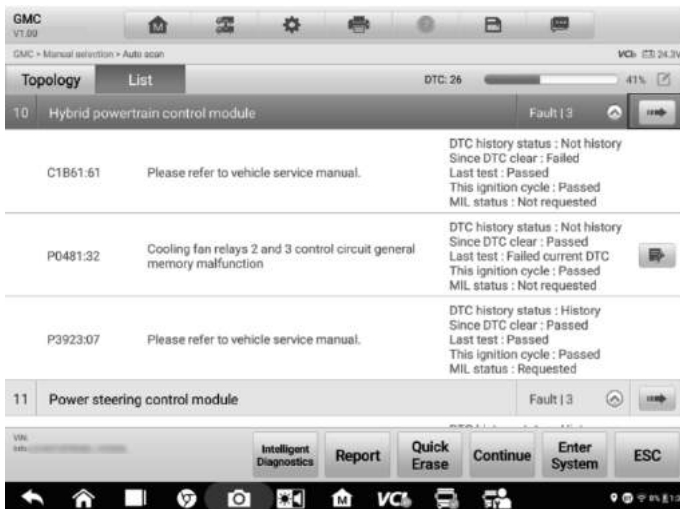 GMC
V1.00
GMC > Manual selection > Auto scan
VCI 24.3V
Topology
List
DTC: 26
41%
10 Hybrid powertrain control module Fault | 3
C1B61:61
Please refer to vehicle service manual.
DTC history status : Not history
Since DTC clear : Failed
Last test : Passed
This ignition cycle : Passed
MIL status : Not requested
P0481:32
Cooling fan relays 2 and 3 control circuit general
memory malfunction
DTC history status : Not history
Since DTC clear : Passed
Last test : Failed current DTC
This ignition cycle : Passed
MIL status : Not requested
P3923:07
Please refer to vehicle service manual.
DTC history status : History
Since DTC clear : Passed
Last test : Passed
This ignition cycle : Passed
MIL status : Requested
11 Power steering control module Fault | 3
VIN:
Intelligent
Diagnostics
Report
Quick
Erase
Continue
Enter
System
ESC
M
VCI
8%